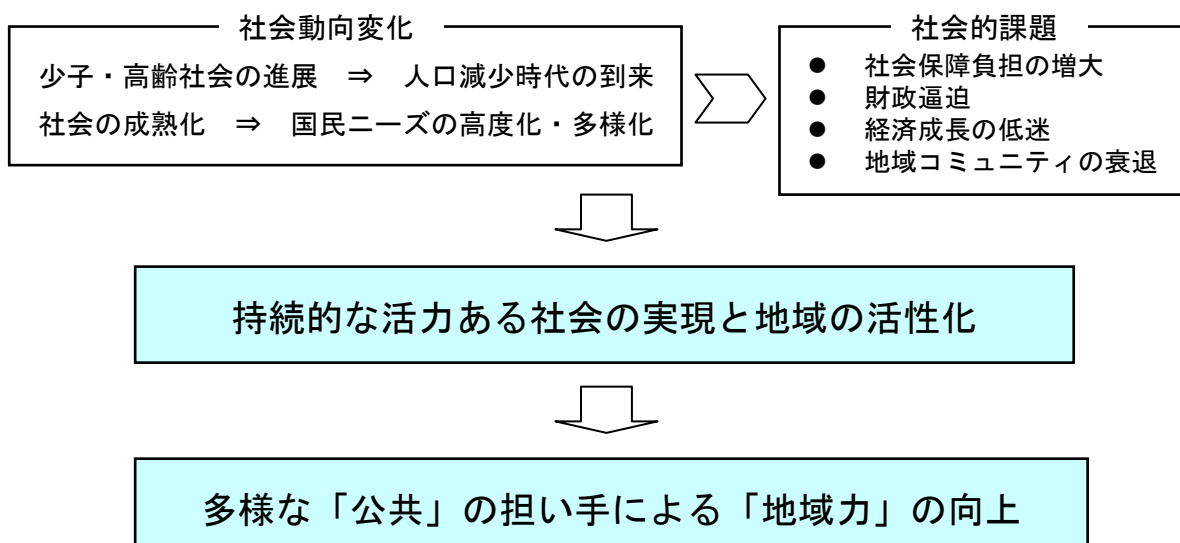 社会動向変化
少子・高齢社会の進展 ⇒ 人口減少時代の到来
社会の成熟化 ⇒ 国民ニーズの高度化・多様化
社会的課題
● 社会保障負担の増大
● 財政逼迫
● 経済成長の低迷
● 地域コミュニティの衰退
持続的な活力ある社会の実現と地域の活性化
多様な「公共」の担い手による「地域力」の向上